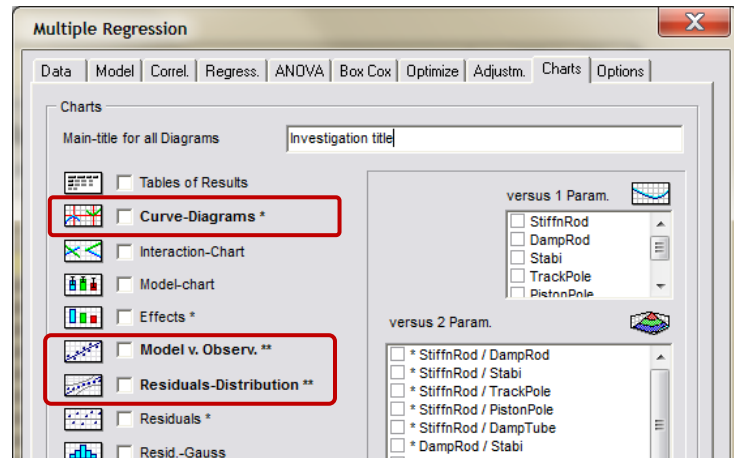 Multiple Regression
Data Model Correl. Regress. ANOVA Box Cox Optimize Adjustm. Charts Options
Charts
Main-title for all Diagrams Investigation title
Tables of Results
Curve-Diagrams *
Interaction-Chart
Model-chart
Effects *
Model v. Observ. **
Residuals-Distribution **
Residuals *
Resid.-Gauss
versus 1 Param.
StiffnRod
DampRod
Stabi
TrackPole
PistonPole
versus 2 Param.
* StiffnRod / DampRod
* StiffnRod / Stabi
* StiffnRod / TrackPole
* StiffnRod / PistonPole
* StiffnRod / DampTube
* DampRod / Stabi